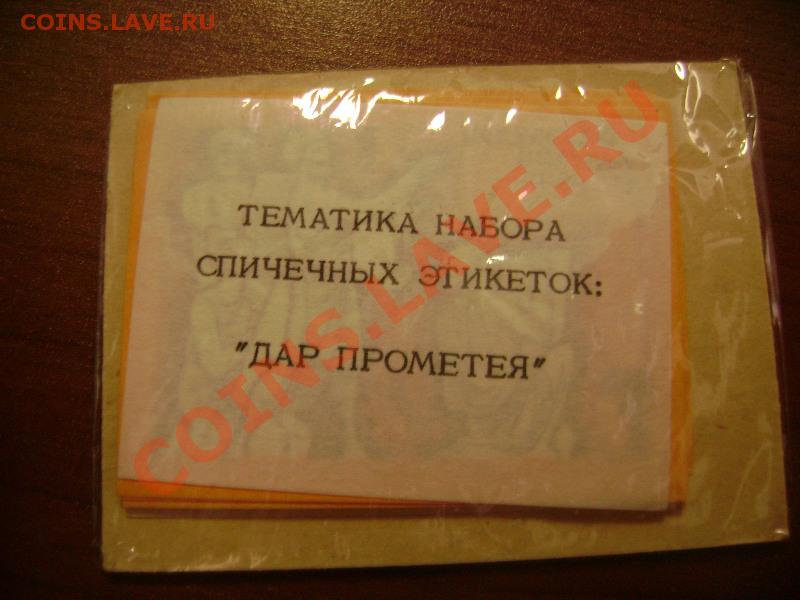 COINS.LAVE.RU
ТЕМАТИКА НАБОРА
СПИЧЕЧНЫХ ЭТИКЕТОК:
"ДАР ПРОМЕТЕЯ"
COINS.LAVE.RU